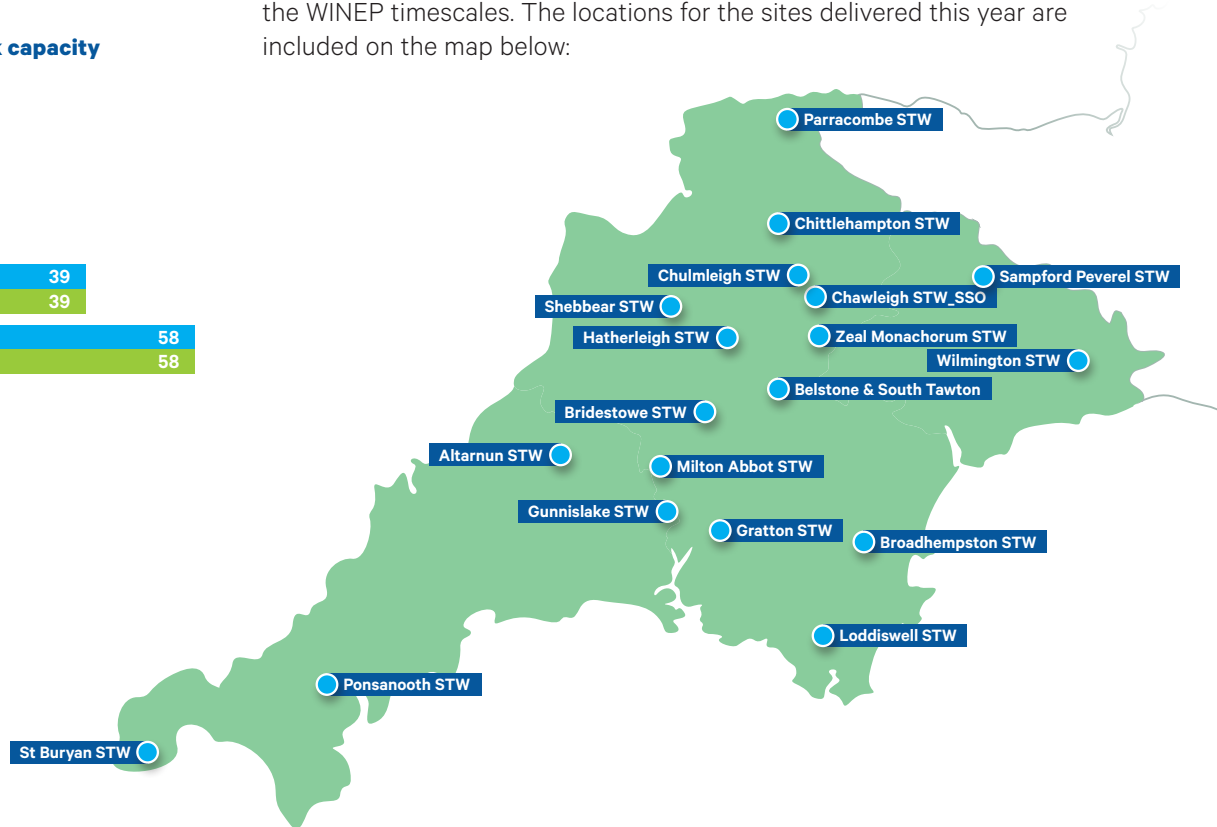 the WINEP timescales. The locations for the sites delivered this year are
included on the map below:
capacity
39
39
58
58
Parracombe STW
Chittlehampton STW
Chulmleigh STW
Sampford Peverel STW
Chawleigh STW_SSO
Shebbear STW
Hatherleigh STW
Zeal Monachorum STW
Wilmington STW
Belstone & South Tawton
Bridestowe STW
Altarnun STW
Milton Abbot STW
Gunnislake STW
Gratton STW
Broadhempston STW
Loddiswell STW
Ponsanooth STW
St Buryan STW